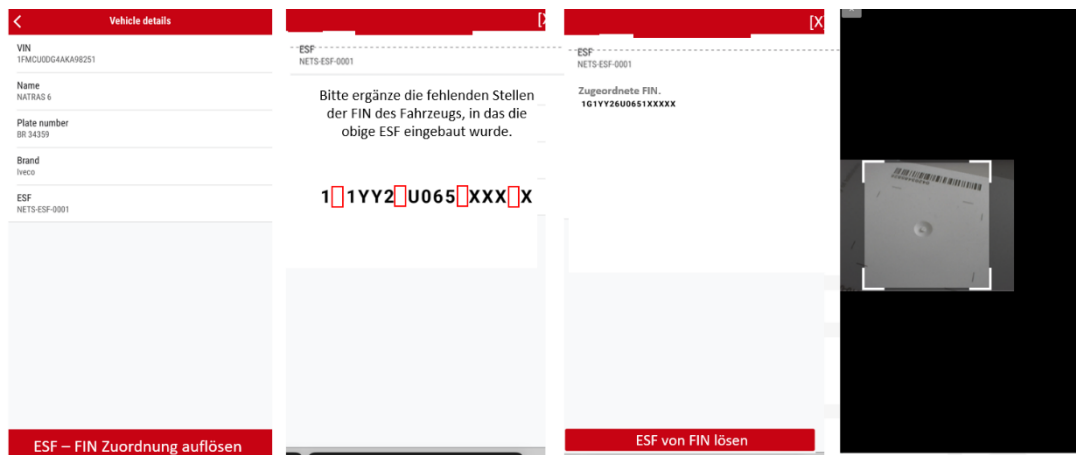 Vehicle details
VIN
1FMCU0DG4AKA98251
Name
NATRAS 6
Plate number
BR 34359
Brand
Iveco
ESF
NETS-ESF-0001
ESF – FIN Zuordnung auflösen
[X
ESF
NETS-ESF-0001
Bitte ergänze die fehlenden Stellen
der FIN des Fahrzeugs, in das die
obige ESF eingebaut wurde.
1 1YY2 U065 XXX X
[X
ESF
NETS-ESF-0001
Zugeordnete FIN.
1G1YY26U0651XXXXX
ESF von FIN lösen